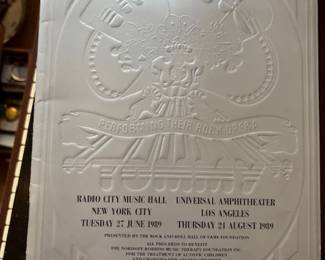 PERFORMING THEIR ROCK OPERA
RADIO CITY MUSIC HALL UNIVERSAL AMPHITHEATER
NEW YORK CITY LOS ANGELES
TUESDAY 27 JUNE 1989 THURSDAY 24 AUGUST 1989
PRESENTED BY THE ROCK AND ROLL HALL OF FAME FOUNDATION
ALL PROCEEDS TO BENEFIT
THE NORDOFF-ROBBINS MUSIC THERAPY FOUNDATION INC.
FOR THE TREATMENT OF AUTISTIC CHILDREN